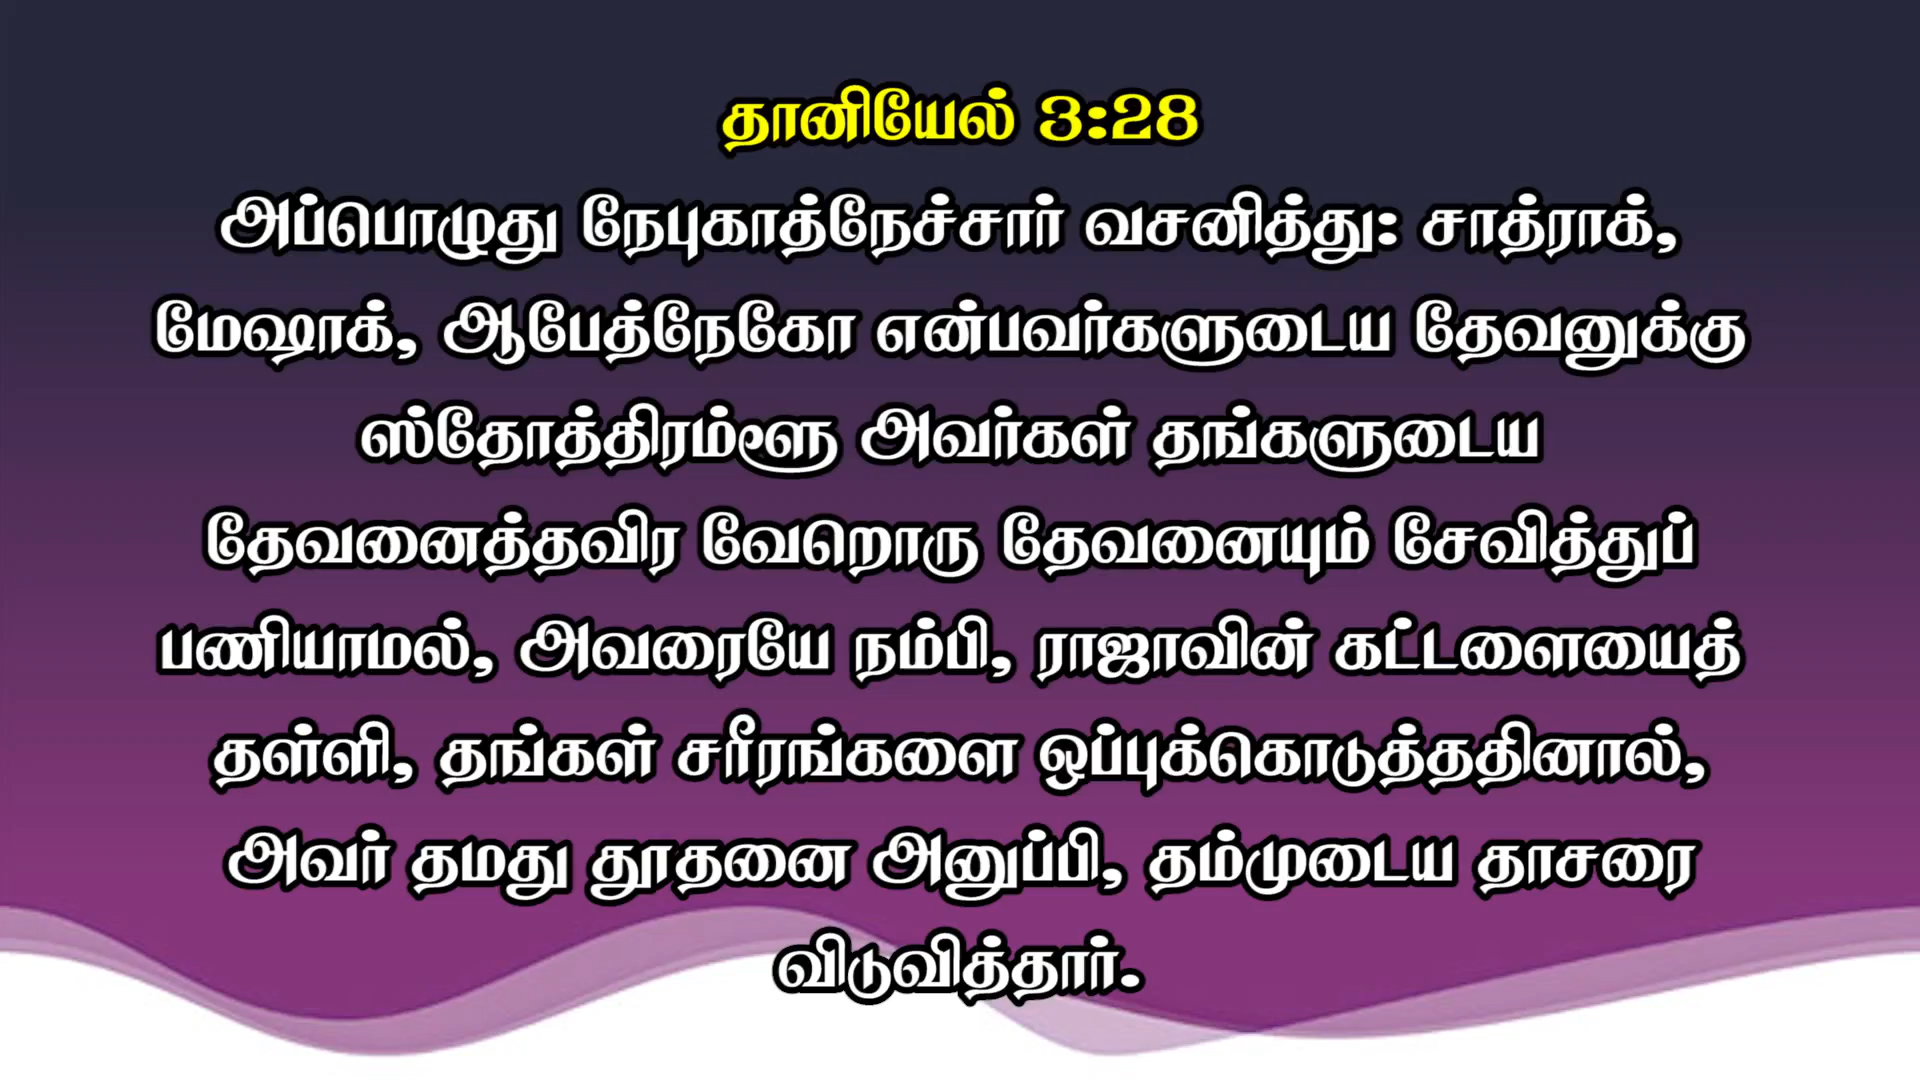 தானியேல் 3:28
அப்பொழுது நேபுகாத்நேச்சார் வசனித்து: சாத்ராக்,
மேஷாக், ஆபேத்நேகோ என்பவர்களுடைய தேவனுக்கு
ஸ்தோத்திரம்ளூ அவர்கள் தங்களுடைய
தேவனைத்தவிர வேறொரு தேவனையும் சேவித்துப்
பணியாமல், அவரையே நம்பி, ராஜாவின் கட்டளையைத்
தள்ளி, தங்கள் சரீரங்களை ஒப்புக்கொடுத்ததினால்,
அவர் தமது தூதனை அனுப்பி, தம்முடைய தாசரை
விடுவித்தார்.